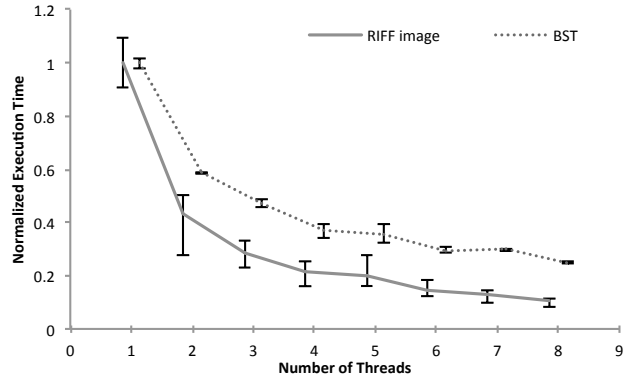 1.2
RIFF image
BST
1
0.8
0.6
0.4
0.2
0
Normalized Execution Time
0 1 2 3 4 5 6 7 8 9
Number of Threads